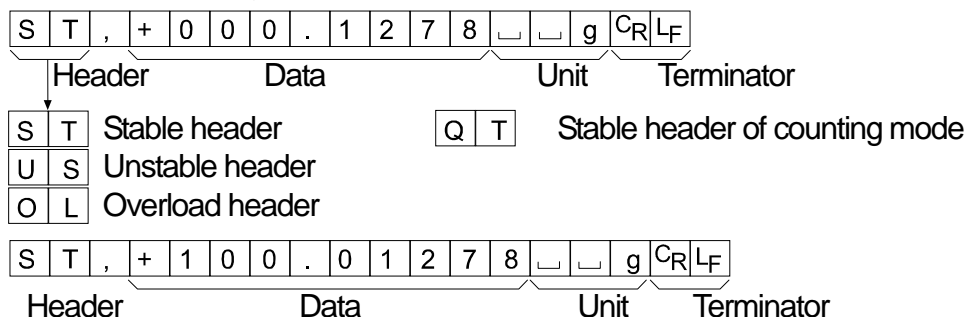 S T , + 0 0 0 . 1 2 7 8 ␣ ␣ g CR LF
Header Data Unit Terminator
S T Stable header Q T Stable header of counting mode
U S Unstable header
O L Overload header
S T , + 1 0 0 . 0 1 2 7 8 ␣ ␣ g CR LF
Header Data Unit Terminator